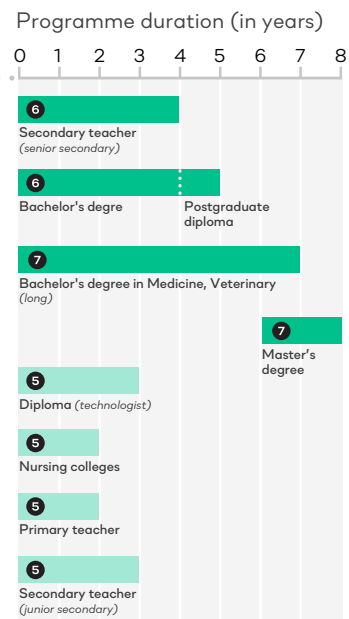 Programme duration (in years)
0 1 2 3 4 5 6 7 8
6
Secondary teacher
(senior secondary)
6
Bachelor's degre
Postgraduate
diploma
7
Bachelor's degree in Medicine, Veterinary
(long)
7
Master's
degree
5
Diploma (technologist)
5
Nursing colleges
5
Primary teacher
5
Secondary teacher
(junior secondary)